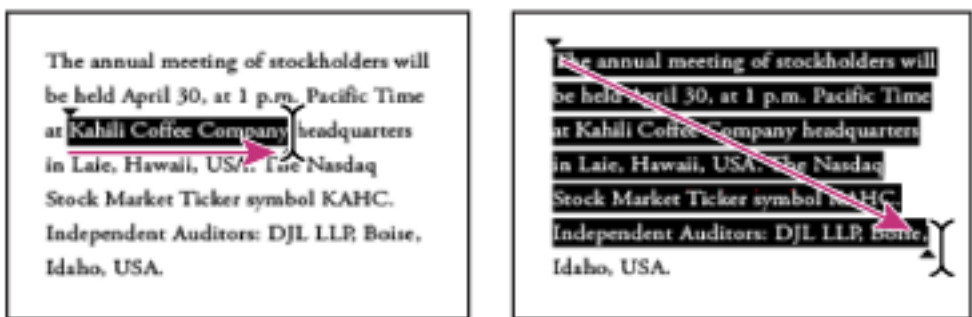 The annual meeting of stockholders will
be held April 30, at 1 p.m. Pacific Time
at Kahili Coffee Company headquarters
in Laie, Hawaii, USA. The Nasdaq
Stock Market Ticker symbol KAHC.
Independent Auditors: DJL LLP, Boise,
Idaho, USA.
The annual meeting of stockholders will
be held April 30, at 1 p.m. Pacific Time
at Kahili Coffee Company headquarters
in Laie, Hawaii, USA. The Nasdaq
Stock Market Ticker symbol KAHC.
Independent Auditors: DJL LLP, Boise,
Idaho, USA.